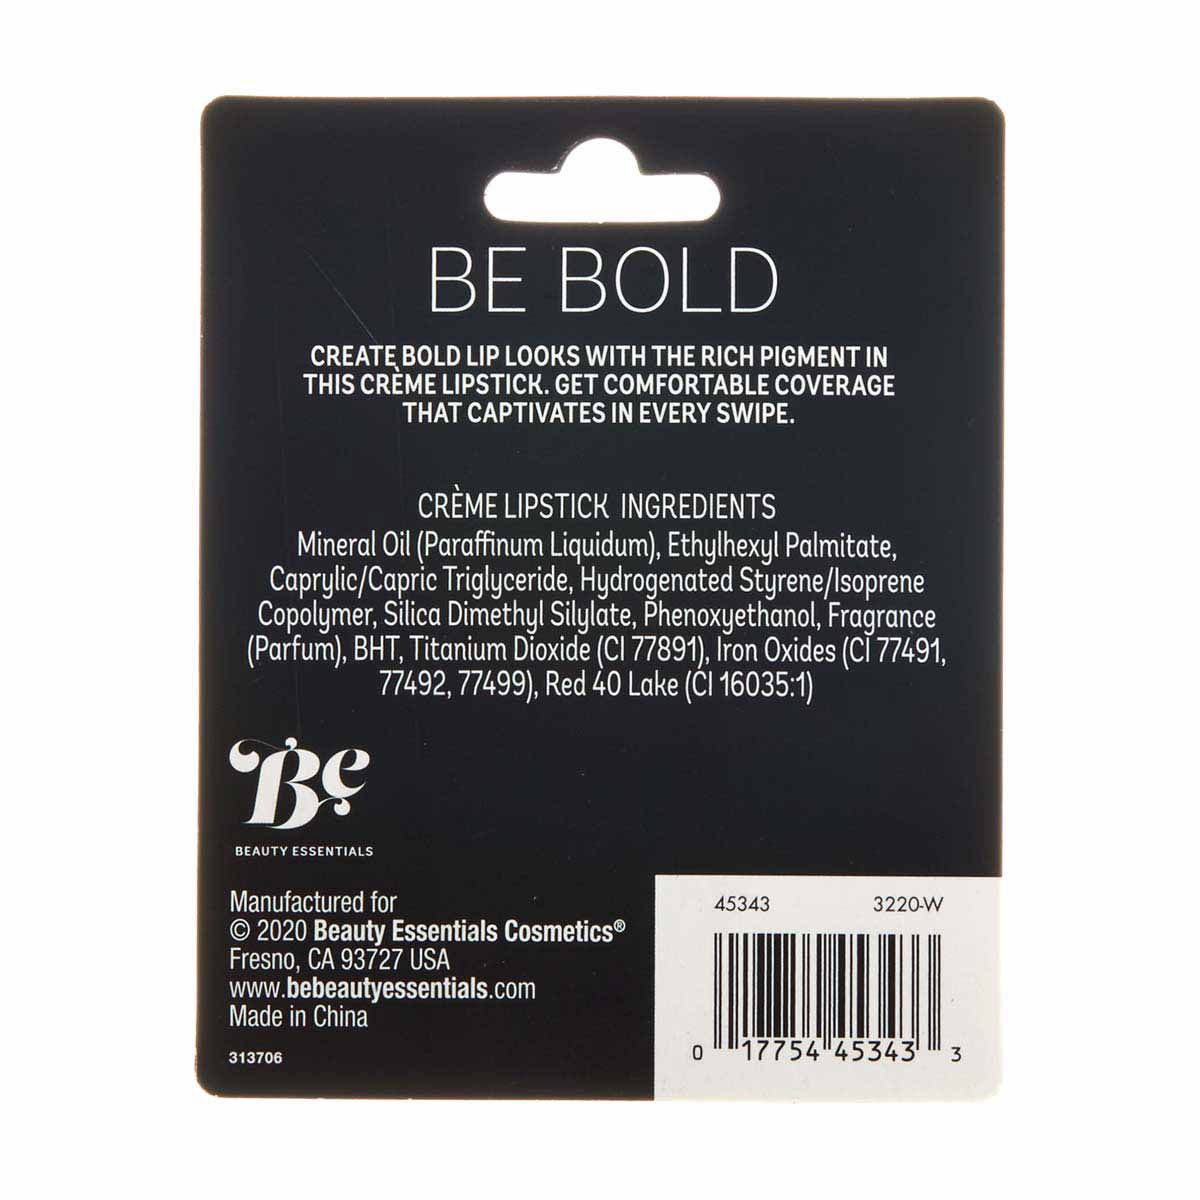 BE BOLD
CREATE BOLD LIP LOOKS WITH THE RICH PIGMENT IN
THIS CRÈME LIPSTICK. GET COMFORTABLE COVERAGE
THAT CAPTIVATES IN EVERY SWIPE.
CRÈME LIPSTICK INGREDIENTS
Mineral Oil (Paraffinum Liquidum), Ethylhexyl Palmitate,
Caprylic/Capric Triglyceride, Hydrogenated Styrene/Isoprene
Copolymer, Silica Dimethyl Silylate, Phenoxyethanol, Fragrance
(Parfum), BHT, Titanium Dioxide (CI 77891), Iron Oxides (CI 77491,
77492, 77499), Red 40 Lake (CI 16035:1)
Be
BEAUTY ESSENTIALS
Manufactured for
© 2020 Beauty Essentials Cosmetics®
Fresno, CA 93727 USA
www.bebeautyessentials.com
Made in China
313706
45343 3220-W
0 17754 45343 3